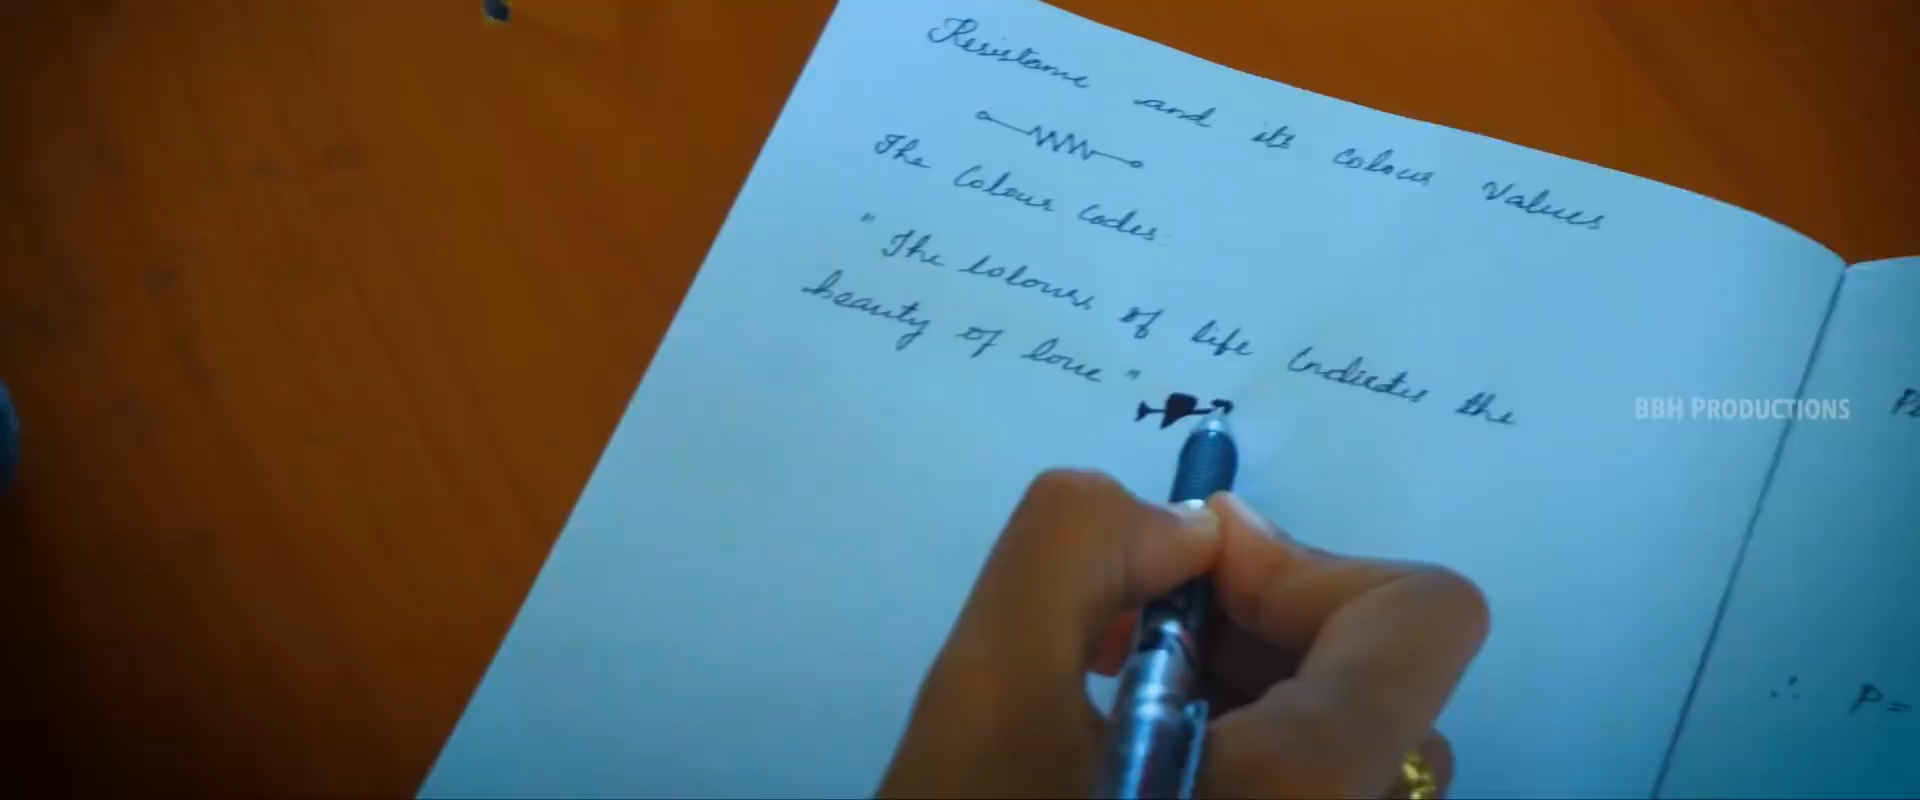 Resistance and its colour Values
The Colour Codes:
" The colours of life Indicates the
beauty of love "
BBH PRODUCTIONS
∴ P=